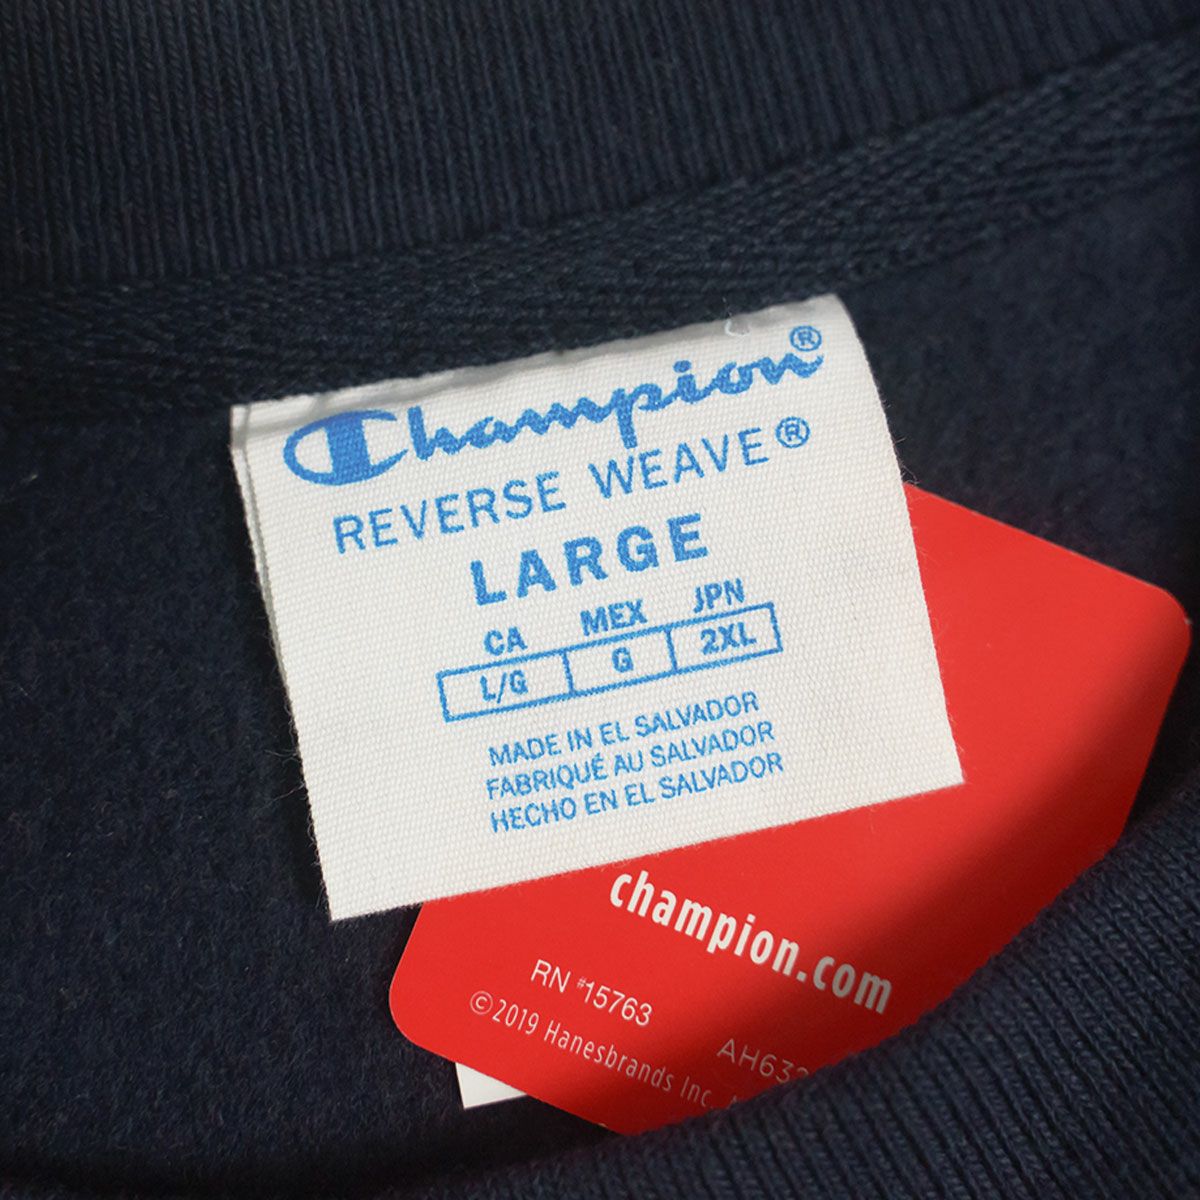 Champion®
REVERSE WEAVE®
LARGE
CA MEX JPN
L/G G 2XL
MADE IN EL SALVADOR
FABRIQUÉ AU SALVADOR
HECHO EN EL SALVADOR
champion.com
RN #15763
©2019 Hanesbrands Inc.